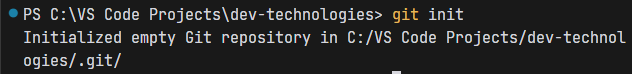 PS C:\VS Code Projects\dev-technologies> git init
Initialized empty Git repository in C:/VS Code Projects/dev-technol
ogies/.git/